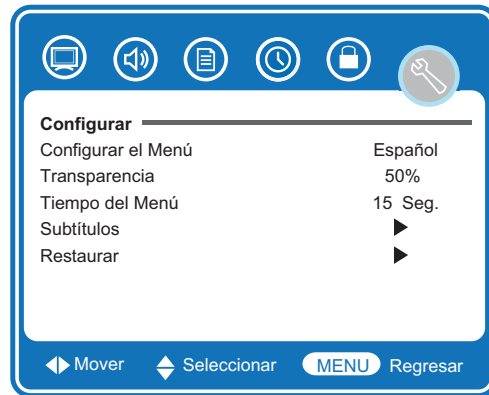 Configurar
Configurar el Menú Español
Transparencia 50%
Tiempo del Menú 15 Seg.
Subtítulos
Restaurar
Mover Seleccionar MENU Regresar